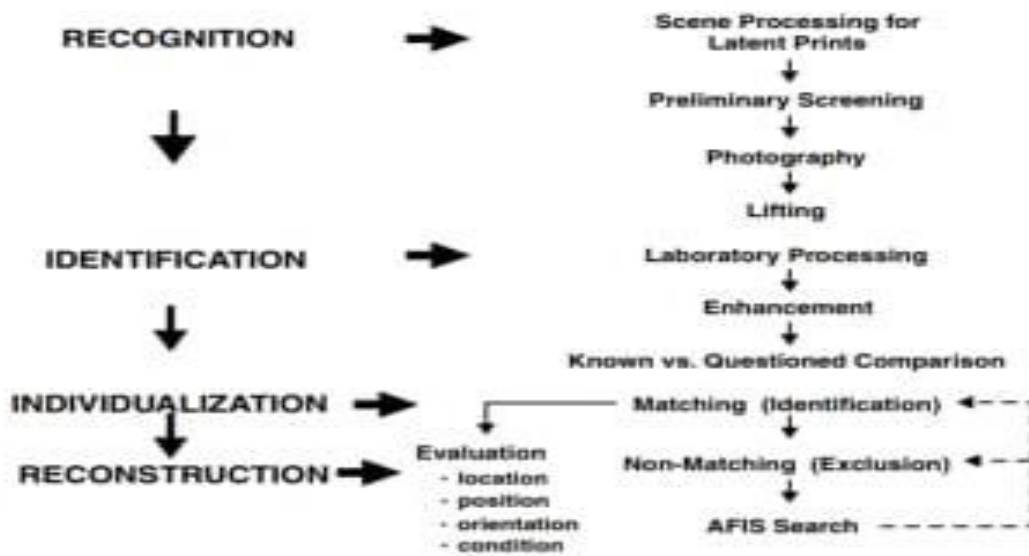 RECOGNITION
Scene Processing for
Latent Prints
Preliminary Screening
Photography
Lifting
IDENTIFICATION
Laboratory Processing
Enhancement
Known vs. Questioned Comparison
INDIVIDUALIZATION
Matching (Identification)
Evaluation
- location
- position
- orientation
- condition
RECONSTRUCTION
Non-Matching (Exclusion)
AFIS Search